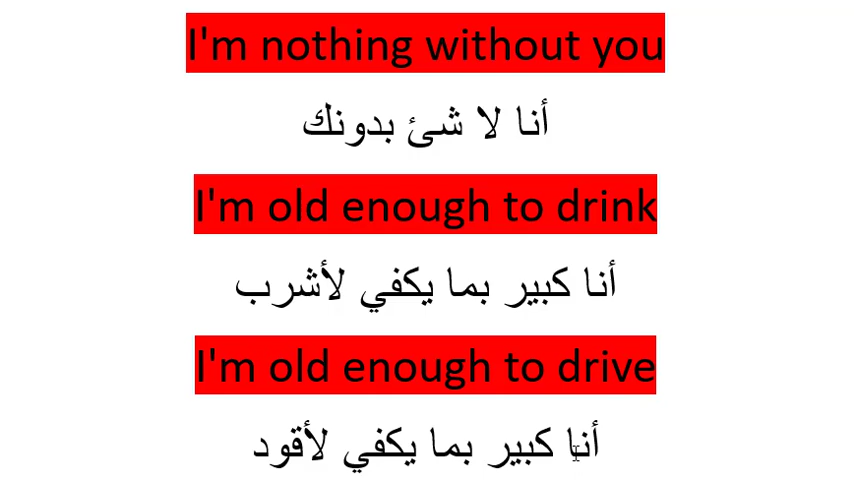 I'm nothing without you
أنا لا شئ بدونك
I'm old enough to drink
أنا كبير بما يكفي لأشرب
I'm old enough to drive
أنا كبير بما يكفي لأقود